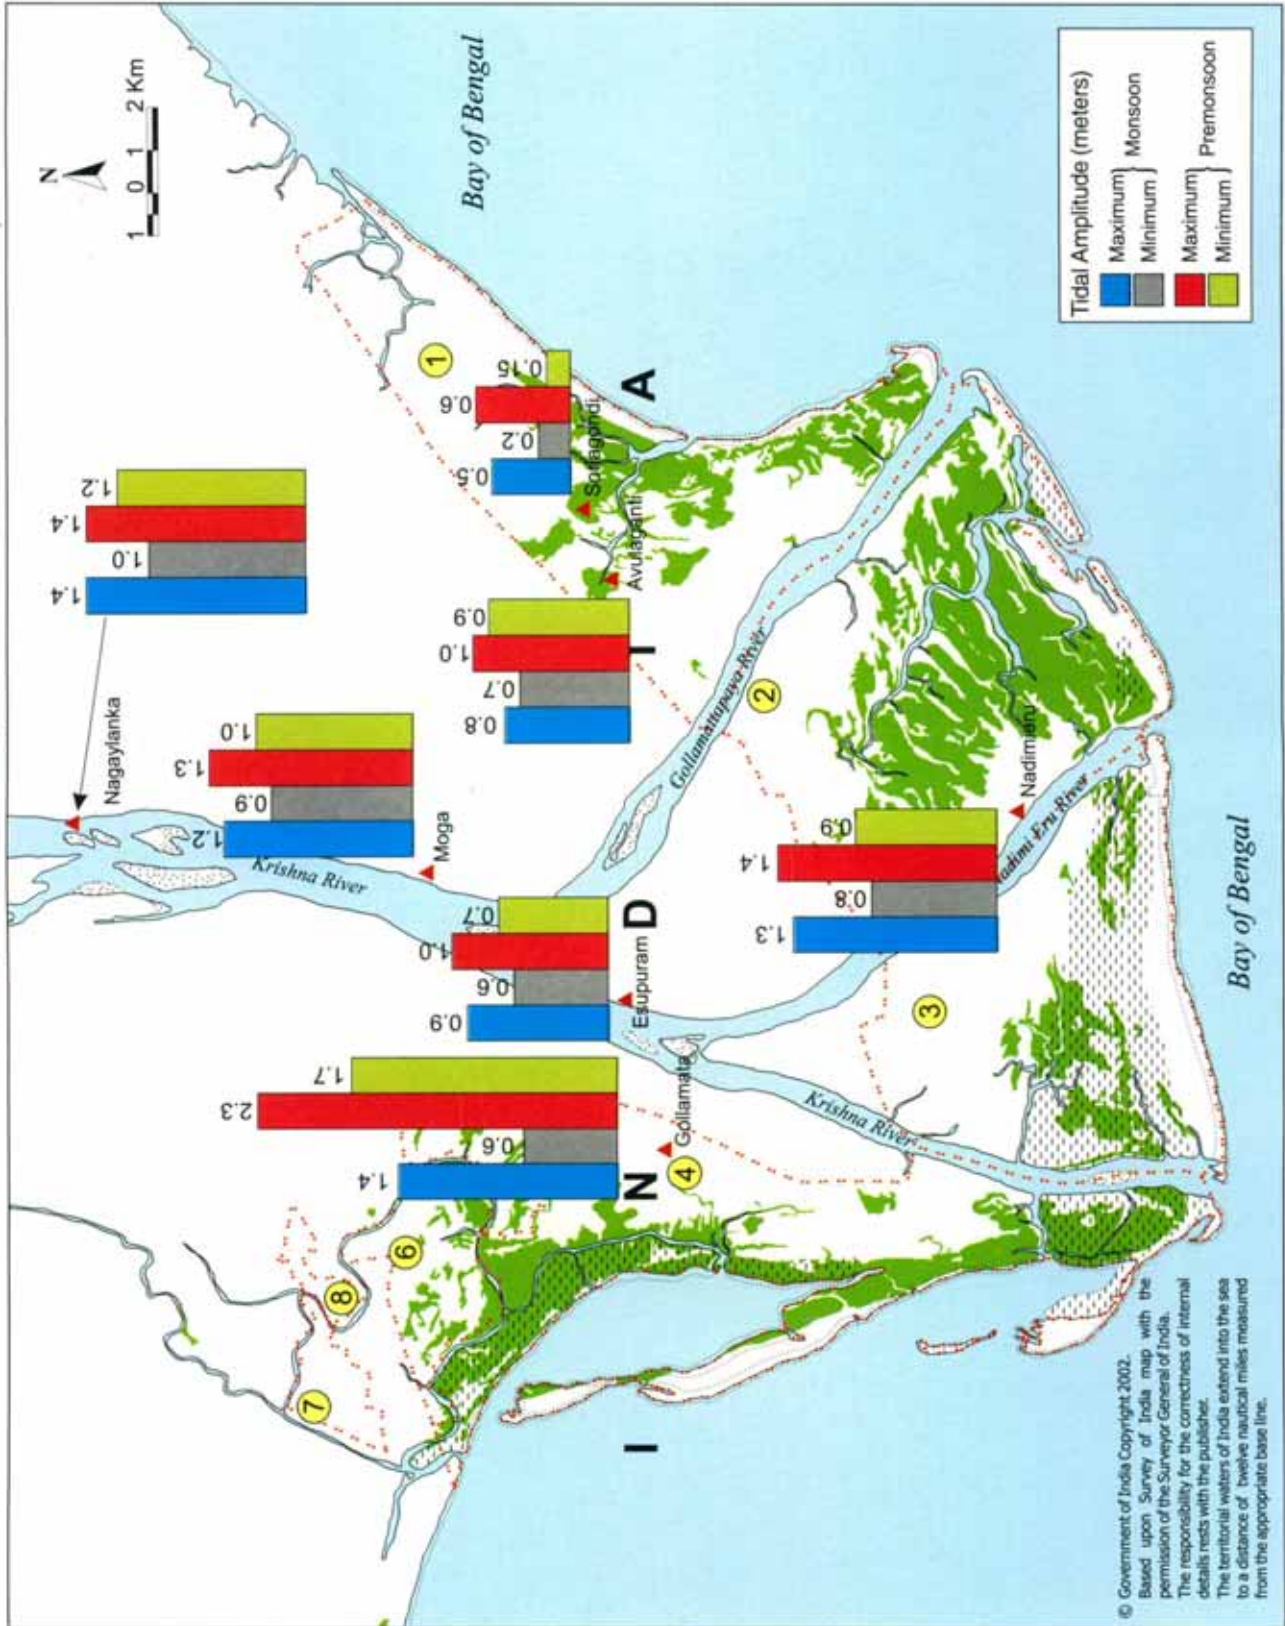 N
1 0 1 2 Km
Bay of Bengal
Tidal Amplitude (meters)
Maximum
Minimum
Monsoon
Maximum
Minimum
Premonsoon
1
0.5
0.2
0.6
0.15
Sorlagondi
A
Avulaganti
1.4
1.0
1.4
1.2
Nagaylanka
0.8
0.7
1.0
0.9
I
1.2
0.9
1.3
1.0
Krishna River
Moga
Gollamattapaya River
2
0.9
0.6
1.0
0.7
D
Esupuram
1.3
0.8
1.4
0.9
Nadimieru
Nadimi Eru River
Bay of Bengal
3
Krishna River
1.4
0.6
2.3
1.7
N
Gollamata
4
6
8
7
I
© Government of India Copyright 2002.
Based upon Survey of India map with the
permission of the Surveyor General of India.
The responsibility for the correctness of internal
details rests with the publisher.
The territorial waters of India extend into the sea
to a distance of twelve nautical miles measured
from the appropriate base line.